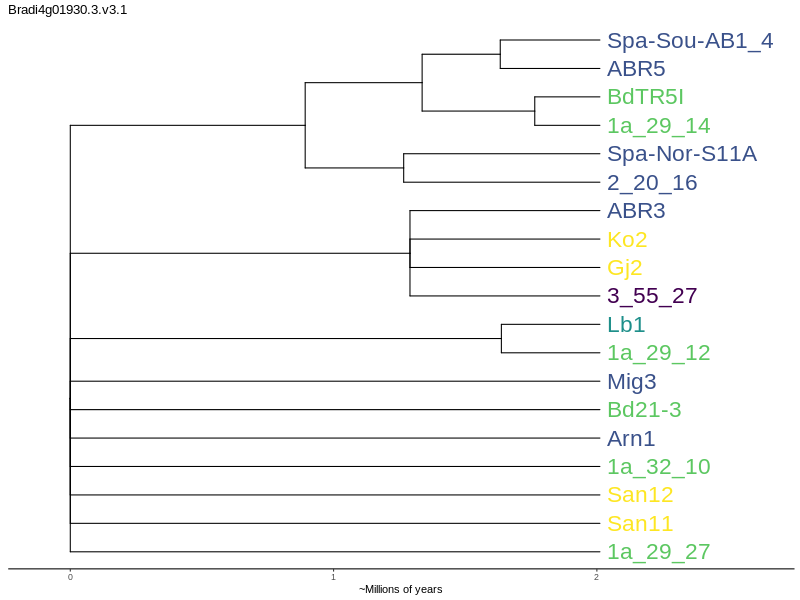 Bradi4g01930.3.v3.1
Spa-Sou-AB1_4
ABR5
BdTR5I
1a_29_14
Spa-Nor-S11A
2_20_16
ABR3
Ko2
Gj2
3_55_27
Lb1
1a_29_12
Mig3
Bd21-3
Arn1
1a_32_10
San12
San11
1a_29_27
0 1 2
~Millions of years